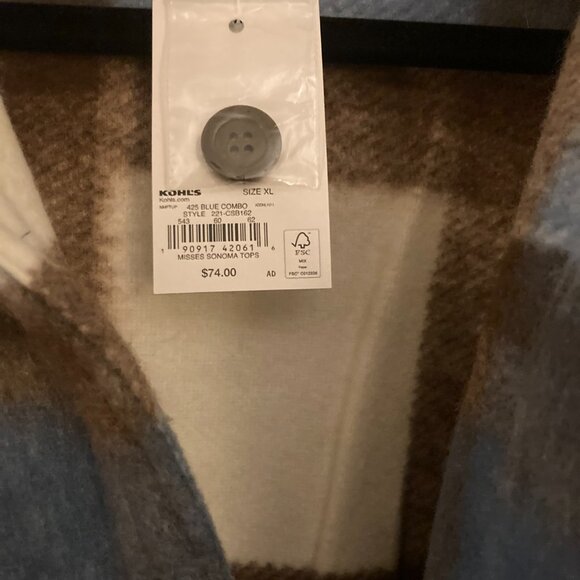 KOHL'S SIZE XL
Kohls.com
425 BLUE COMBO
STYLE 221-CSB162
543 60 62
1 90917 42061 6
MISSES SONOMA TOPS
$74.00 AD
FSC
MIX
Paper